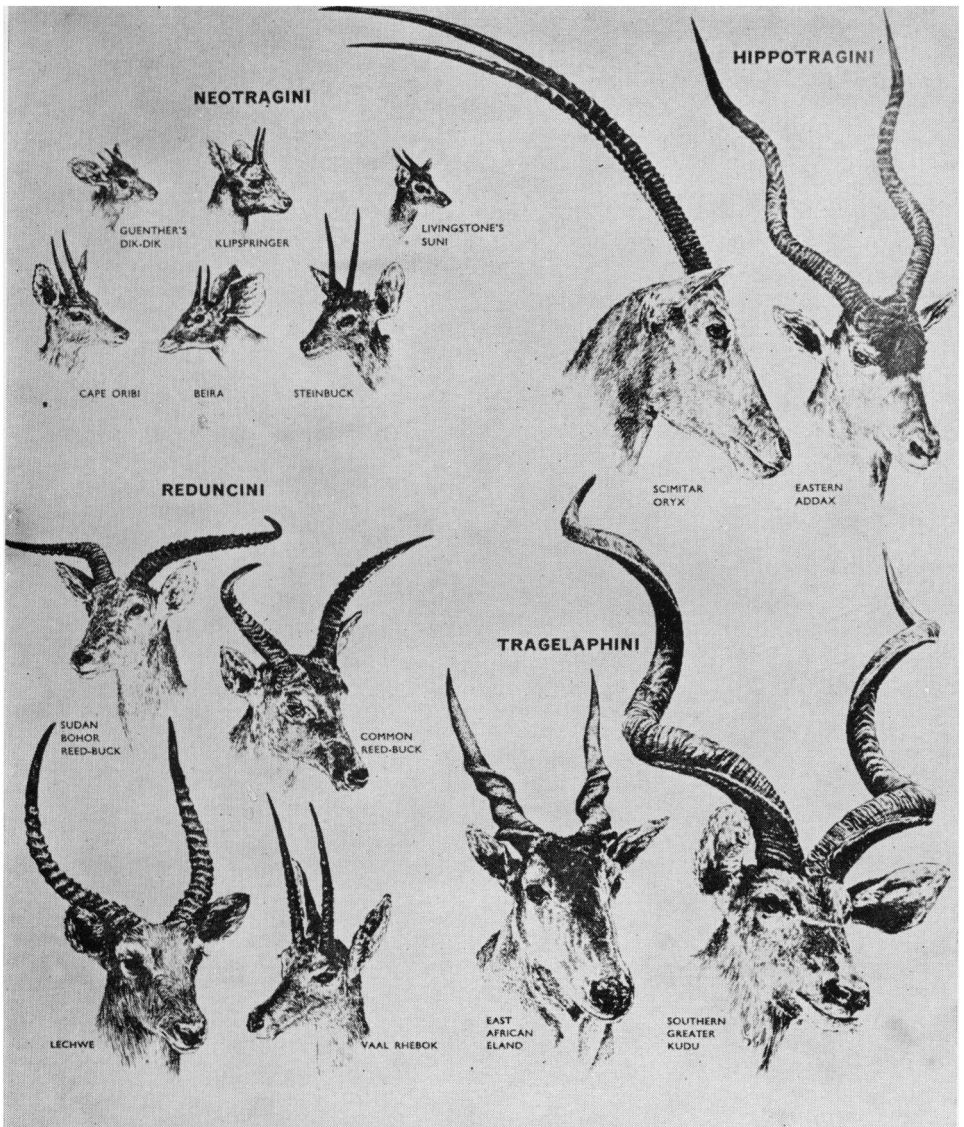 NEOTRAGINI
HIPPOTRAGINI
GUENTHER'S
DIK-DIK
KLIPSPRINGER
LIVINGSTONE'S
SUNI
CAPE ORIBI
BEIRA
STEINBUCK
SCIMITAR
ORYX
EASTERN
ADDAX
REDUNCINI
SUDAN
BOHOR
REED-BUCK
COMMON
REED-BUCK
LECHWE
VAAL RHEBOK
TRAGELAPHINI
EAST
AFRICAN
ELAND
SOUTHERN
GREATER
KUDU